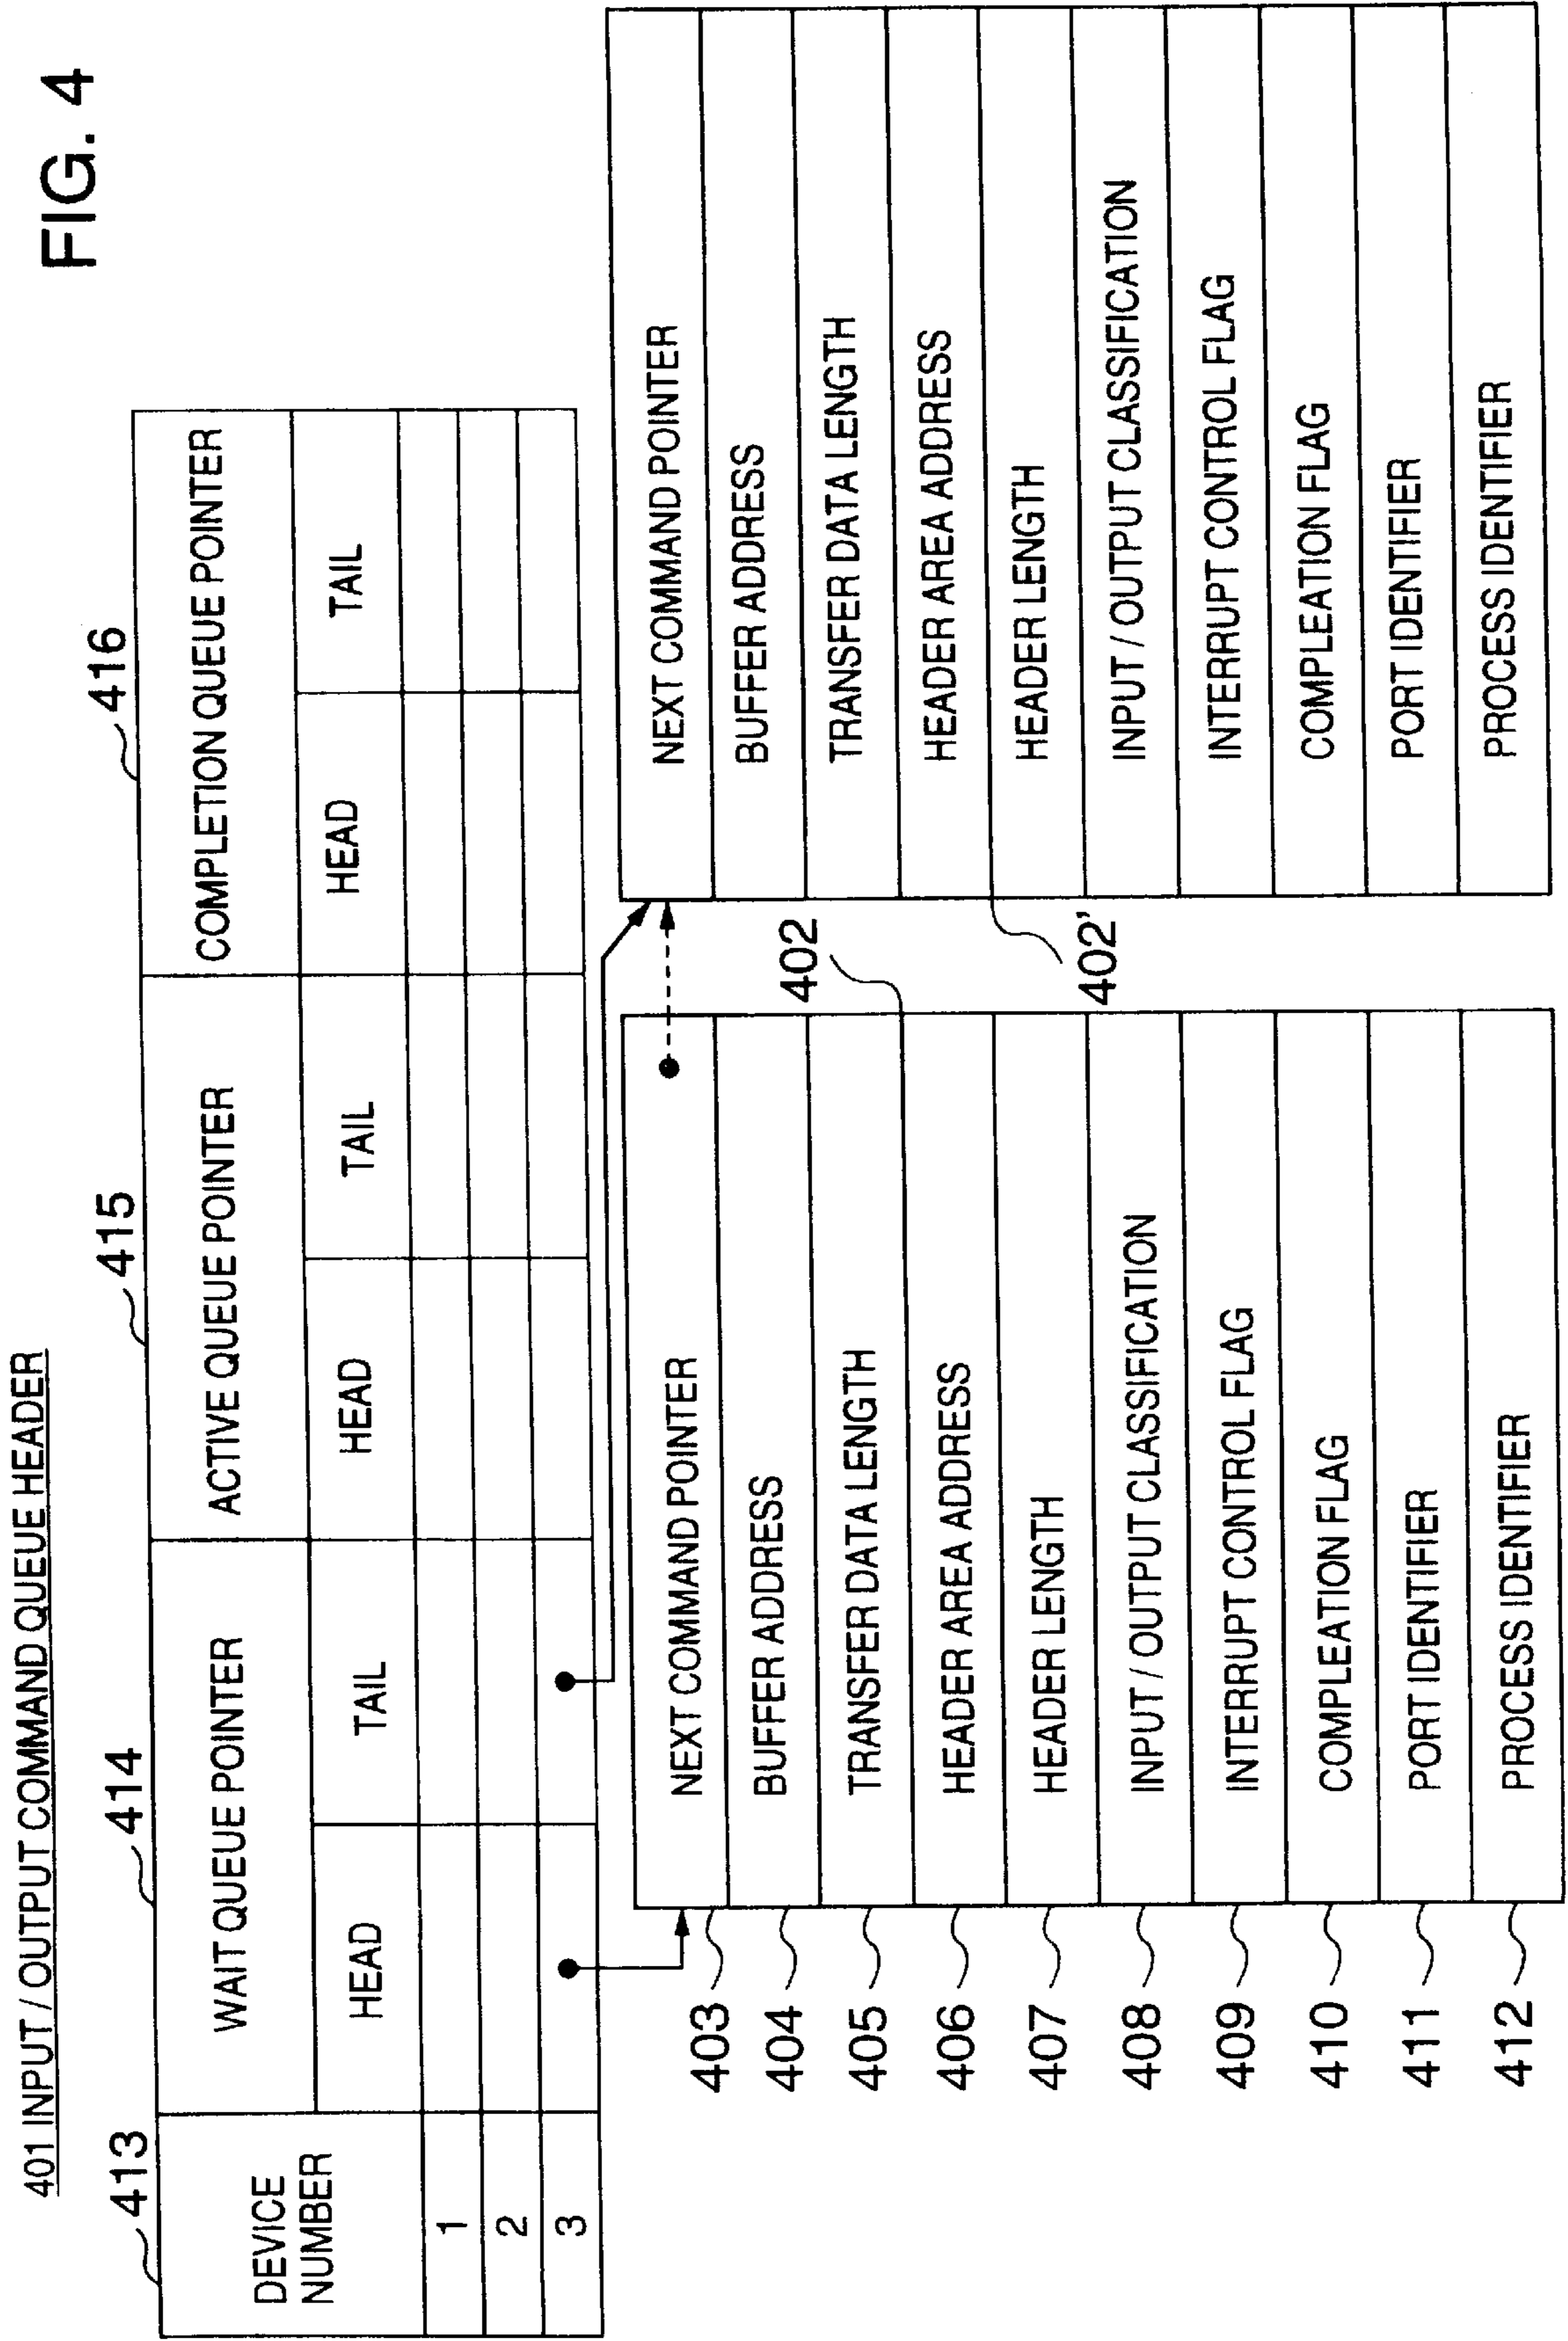 FIG. 4
401 INPUT / OUTPUT COMMAND QUEUE HEADER
413
414
415
416
DEVICE
NUMBER
WAIT QUEUE POINTER
ACTIVE QUEUE POINTER
COMPLETION QUEUE POINTER
HEAD
TAIL
HEAD
TAIL
HEAD
TAIL
1
2
3
403
NEXT COMMAND POINTER
404
BUFFER ADDRESS
405
TRANSFER DATA LENGTH
406
HEADER AREA ADDRESS
407
HEADER LENGTH
408
INPUT / OUTPUT CLASSIFICATION
409
INTERRUPT CONTROL FLAG
410
COMPLEATION FLAG
411
PORT IDENTIFIER
412
PROCESS IDENTIFIER
402
402'
NEXT COMMAND POINTER
BUFFER ADDRESS
TRANSFER DATA LENGTH
HEADER AREA ADDRESS
HEADER LENGTH
INPUT / OUTPUT CLASSIFICATION
INTERRUPT CONTROL FLAG
COMPLEATION FLAG
PORT IDENTIFIER
PROCESS IDENTIFIER